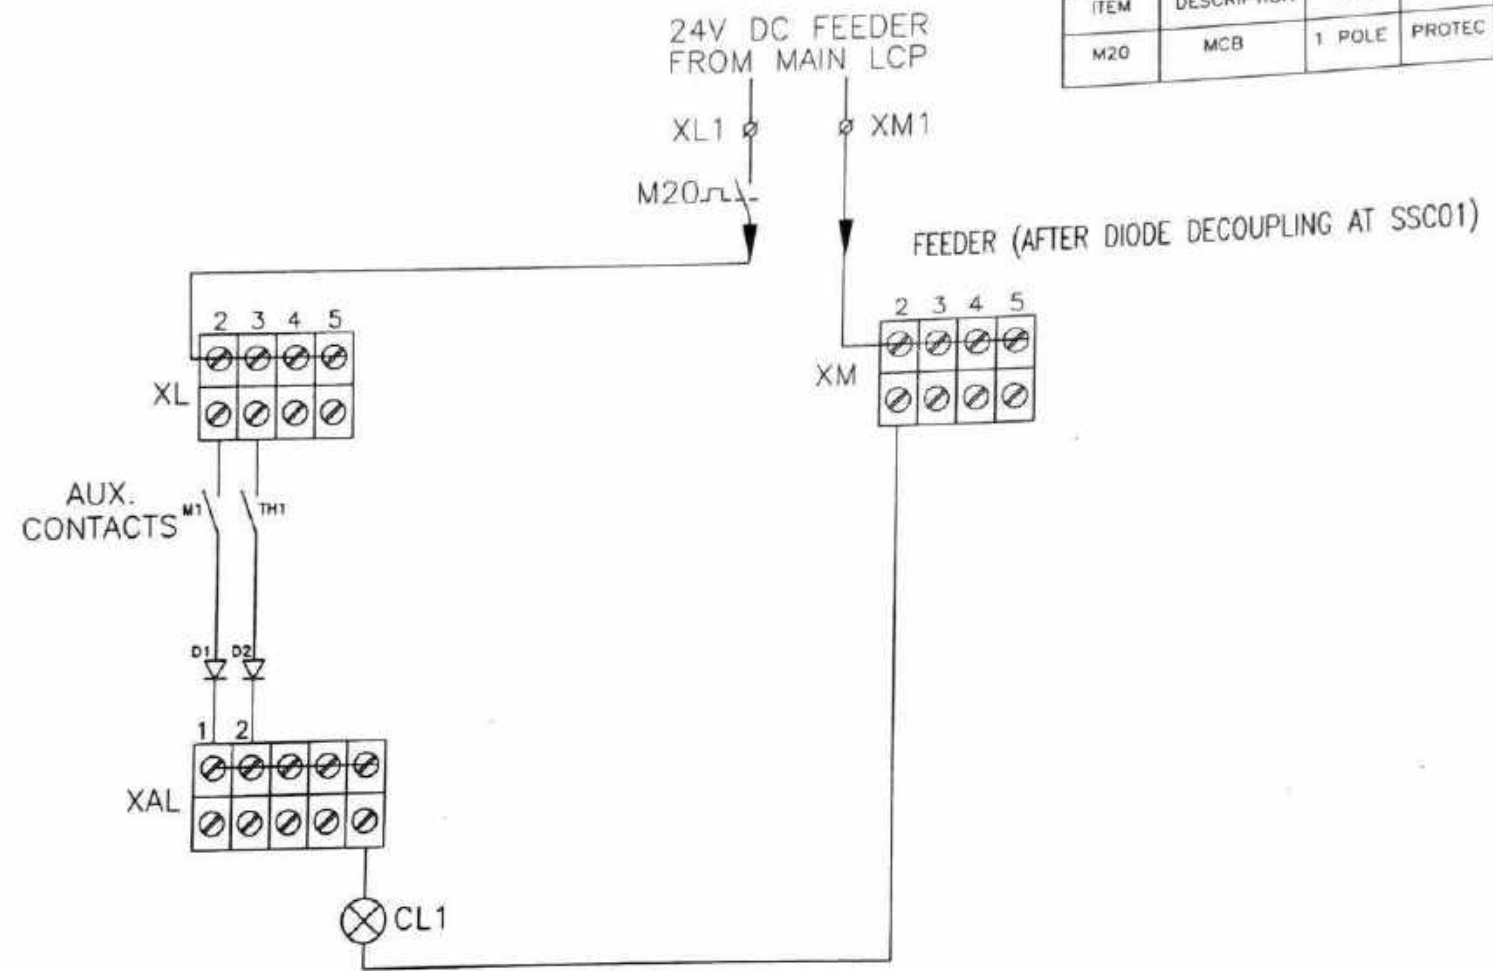 24V DC FEEDER
FROM MAIN LCP
ITEM DESCRIPTION
M20 MCB 1 POLE PROTEC
XL1 XM1
M20
FEEDER (AFTER DIODE DECOUPLING AT SSC01)
2 3 4 5
XL
2 3 4 5
XM
AUX.
CONTACTS
M1 TH1
D1 D2
1 2
XAL
CL1